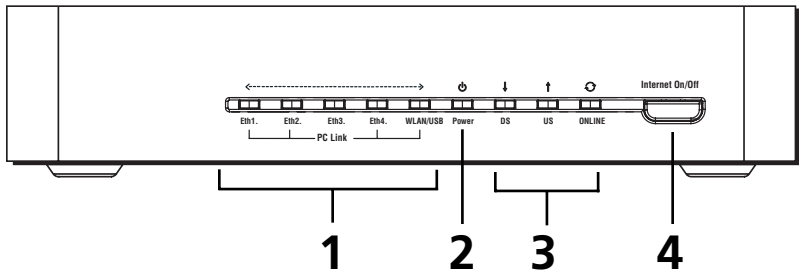 Internet On/Off
Eth1. Eth2. Eth3. Eth4. WLAN/USB Power DS US ONLINE
PC Link
1 2 3 4